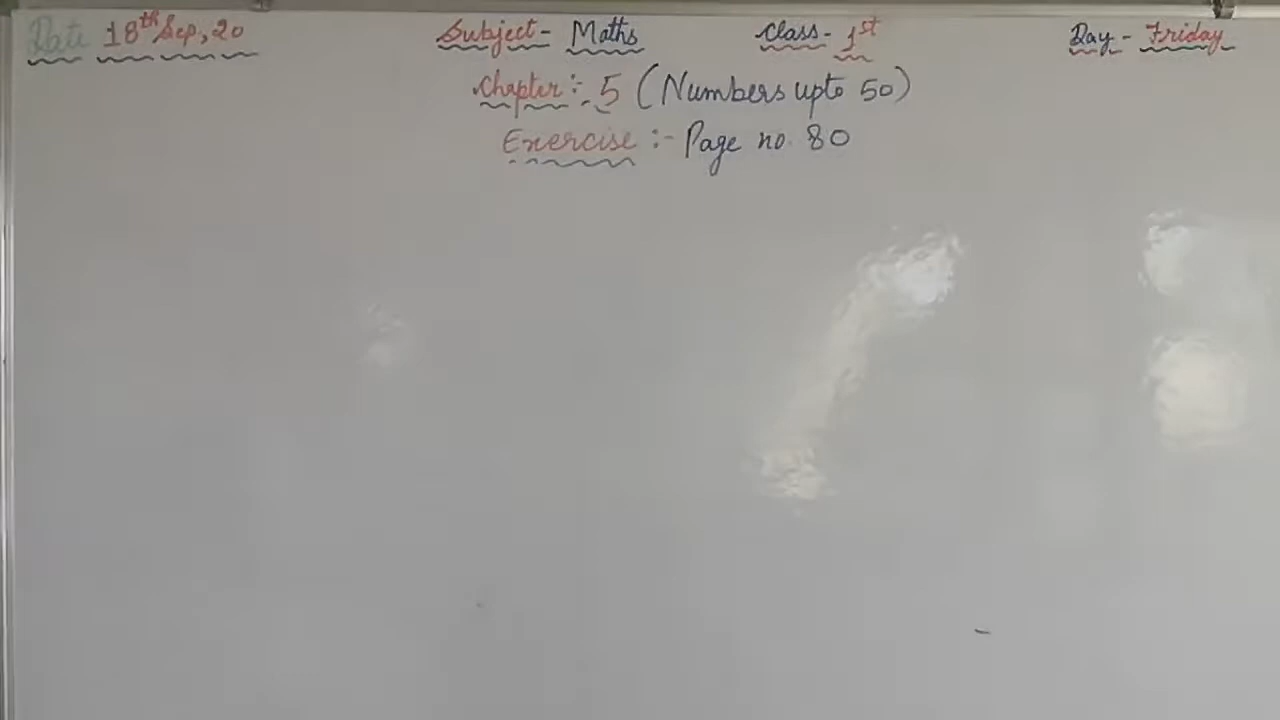 Date 18th Sep, 20 Subject- Maths Class- 1st Day - Friday
Chapter:- 5 (Numbers upto 50)
Exercise :- Page no. 80